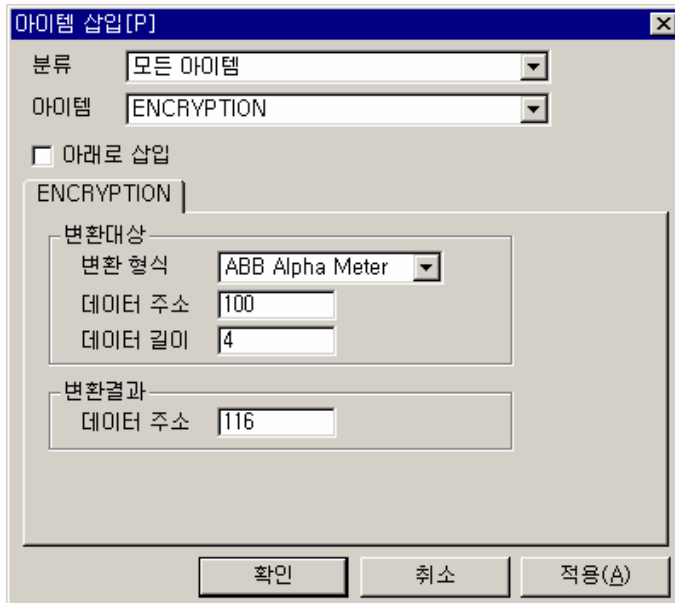 아이템 삽입[P]
분류 모든 아이템
아이템 ENCRYPTION
아래로 삽입
ENCRYPTION
변환대상
변환 형식 ABB Alpha Meter
데이터 주소 100
데이터 길이 4
변환결과
데이터 주소 116
확인 취소 적용(A)